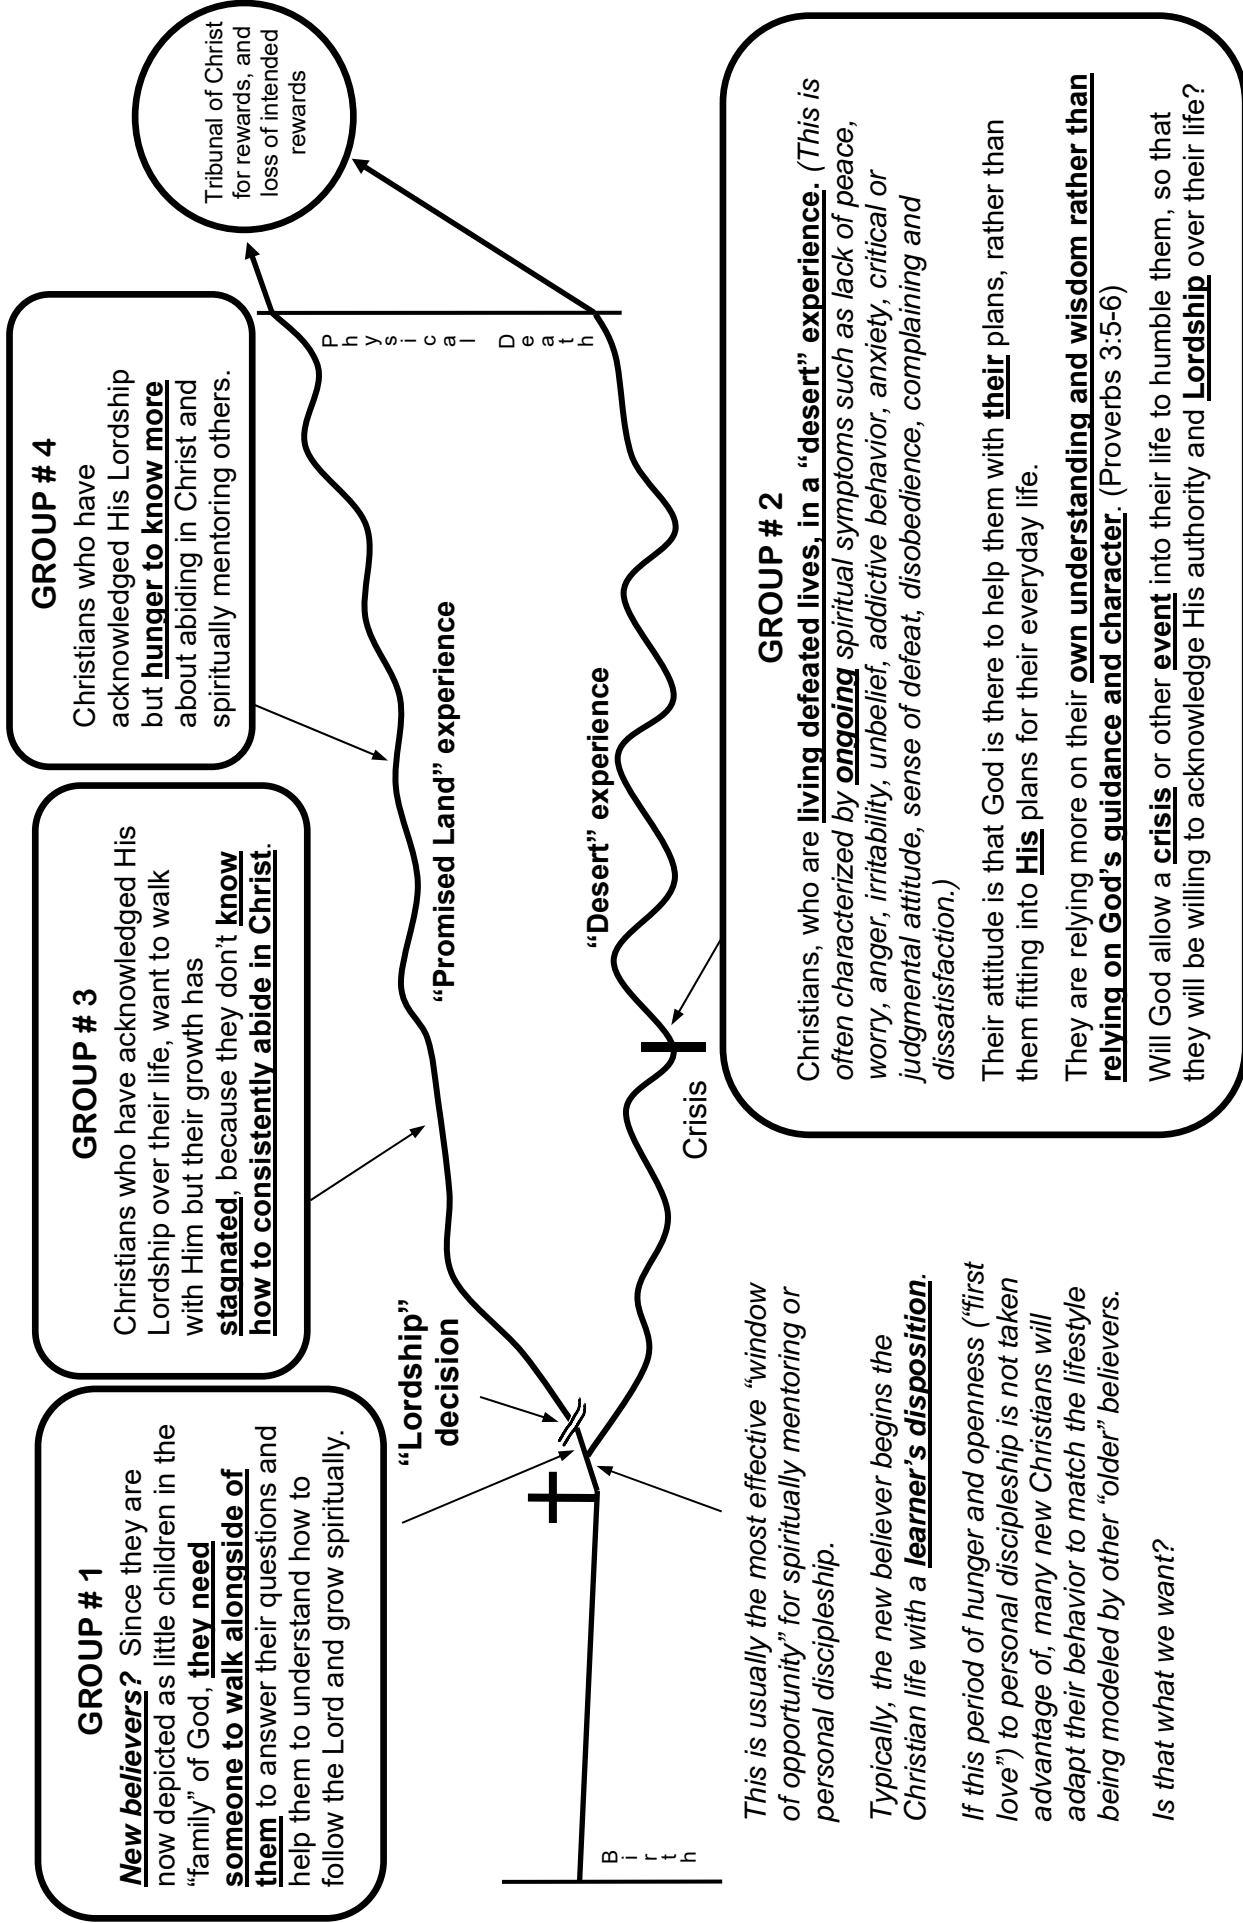 GROUP # 1
New believers? Since they are
now depicted as little children in the
“family” of God, they need
someone to walk alongside of
them to answer their questions and
help them to understand how to
follow the Lord and grow spiritually.
GROUP # 3
Christians who have acknowledged His
Lordship over their life, want to walk
with Him but their growth has
stagnated, because they don’t know
how to consistently abide in Christ.
GROUP # 4
Christians who have
acknowledged His Lordship
but hunger to know more
about abiding in Christ and
spiritually mentoring others.
Tribunal of Christ
for rewards, and
loss of intended
rewards
“Lordship”
decision
“Promised Land” experience
“Desert” experience
Physical Death
Birth
Crisis
This is usually the most effective “window
of opportunity” for spiritually mentoring or
personal discipleship.
Typically, the new believer begins the
Christian life with a learner’s disposition.
If this period of hunger and openness (“first
love”) to personal discipleship is not taken
advantage of, many new Christians will
adapt their behavior to match the lifestyle
being modeled by other “older” believers.
Is that what we want?
GROUP # 2
Christians, who are living defeated lives, in a “desert” experience. (This is
often characterized by ongoing spiritual symptoms such as lack of peace,
worry, anger, irritability, unbelief, addictive behavior, anxiety, critical or
judgmental attitude, sense of defeat, disobedience, complaining and
dissatisfaction.)
Their attitude is that God is there to help them with their plans, rather than
them fitting into His plans for their everyday life.
They are relying more on their own understanding and wisdom rather than
relying on God’s guidance and character. (Proverbs 3:5-6)
Will God allow a crisis or other event into their life to humble them, so that
they will be willing to acknowledge His authority and Lordship over their life?